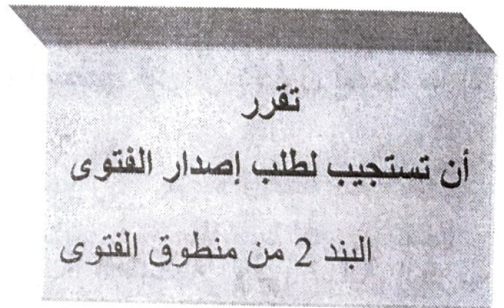 تقرر
أن تستجيب لطلب إصدار الفتوى
البند 2 من منطوق الفتوى